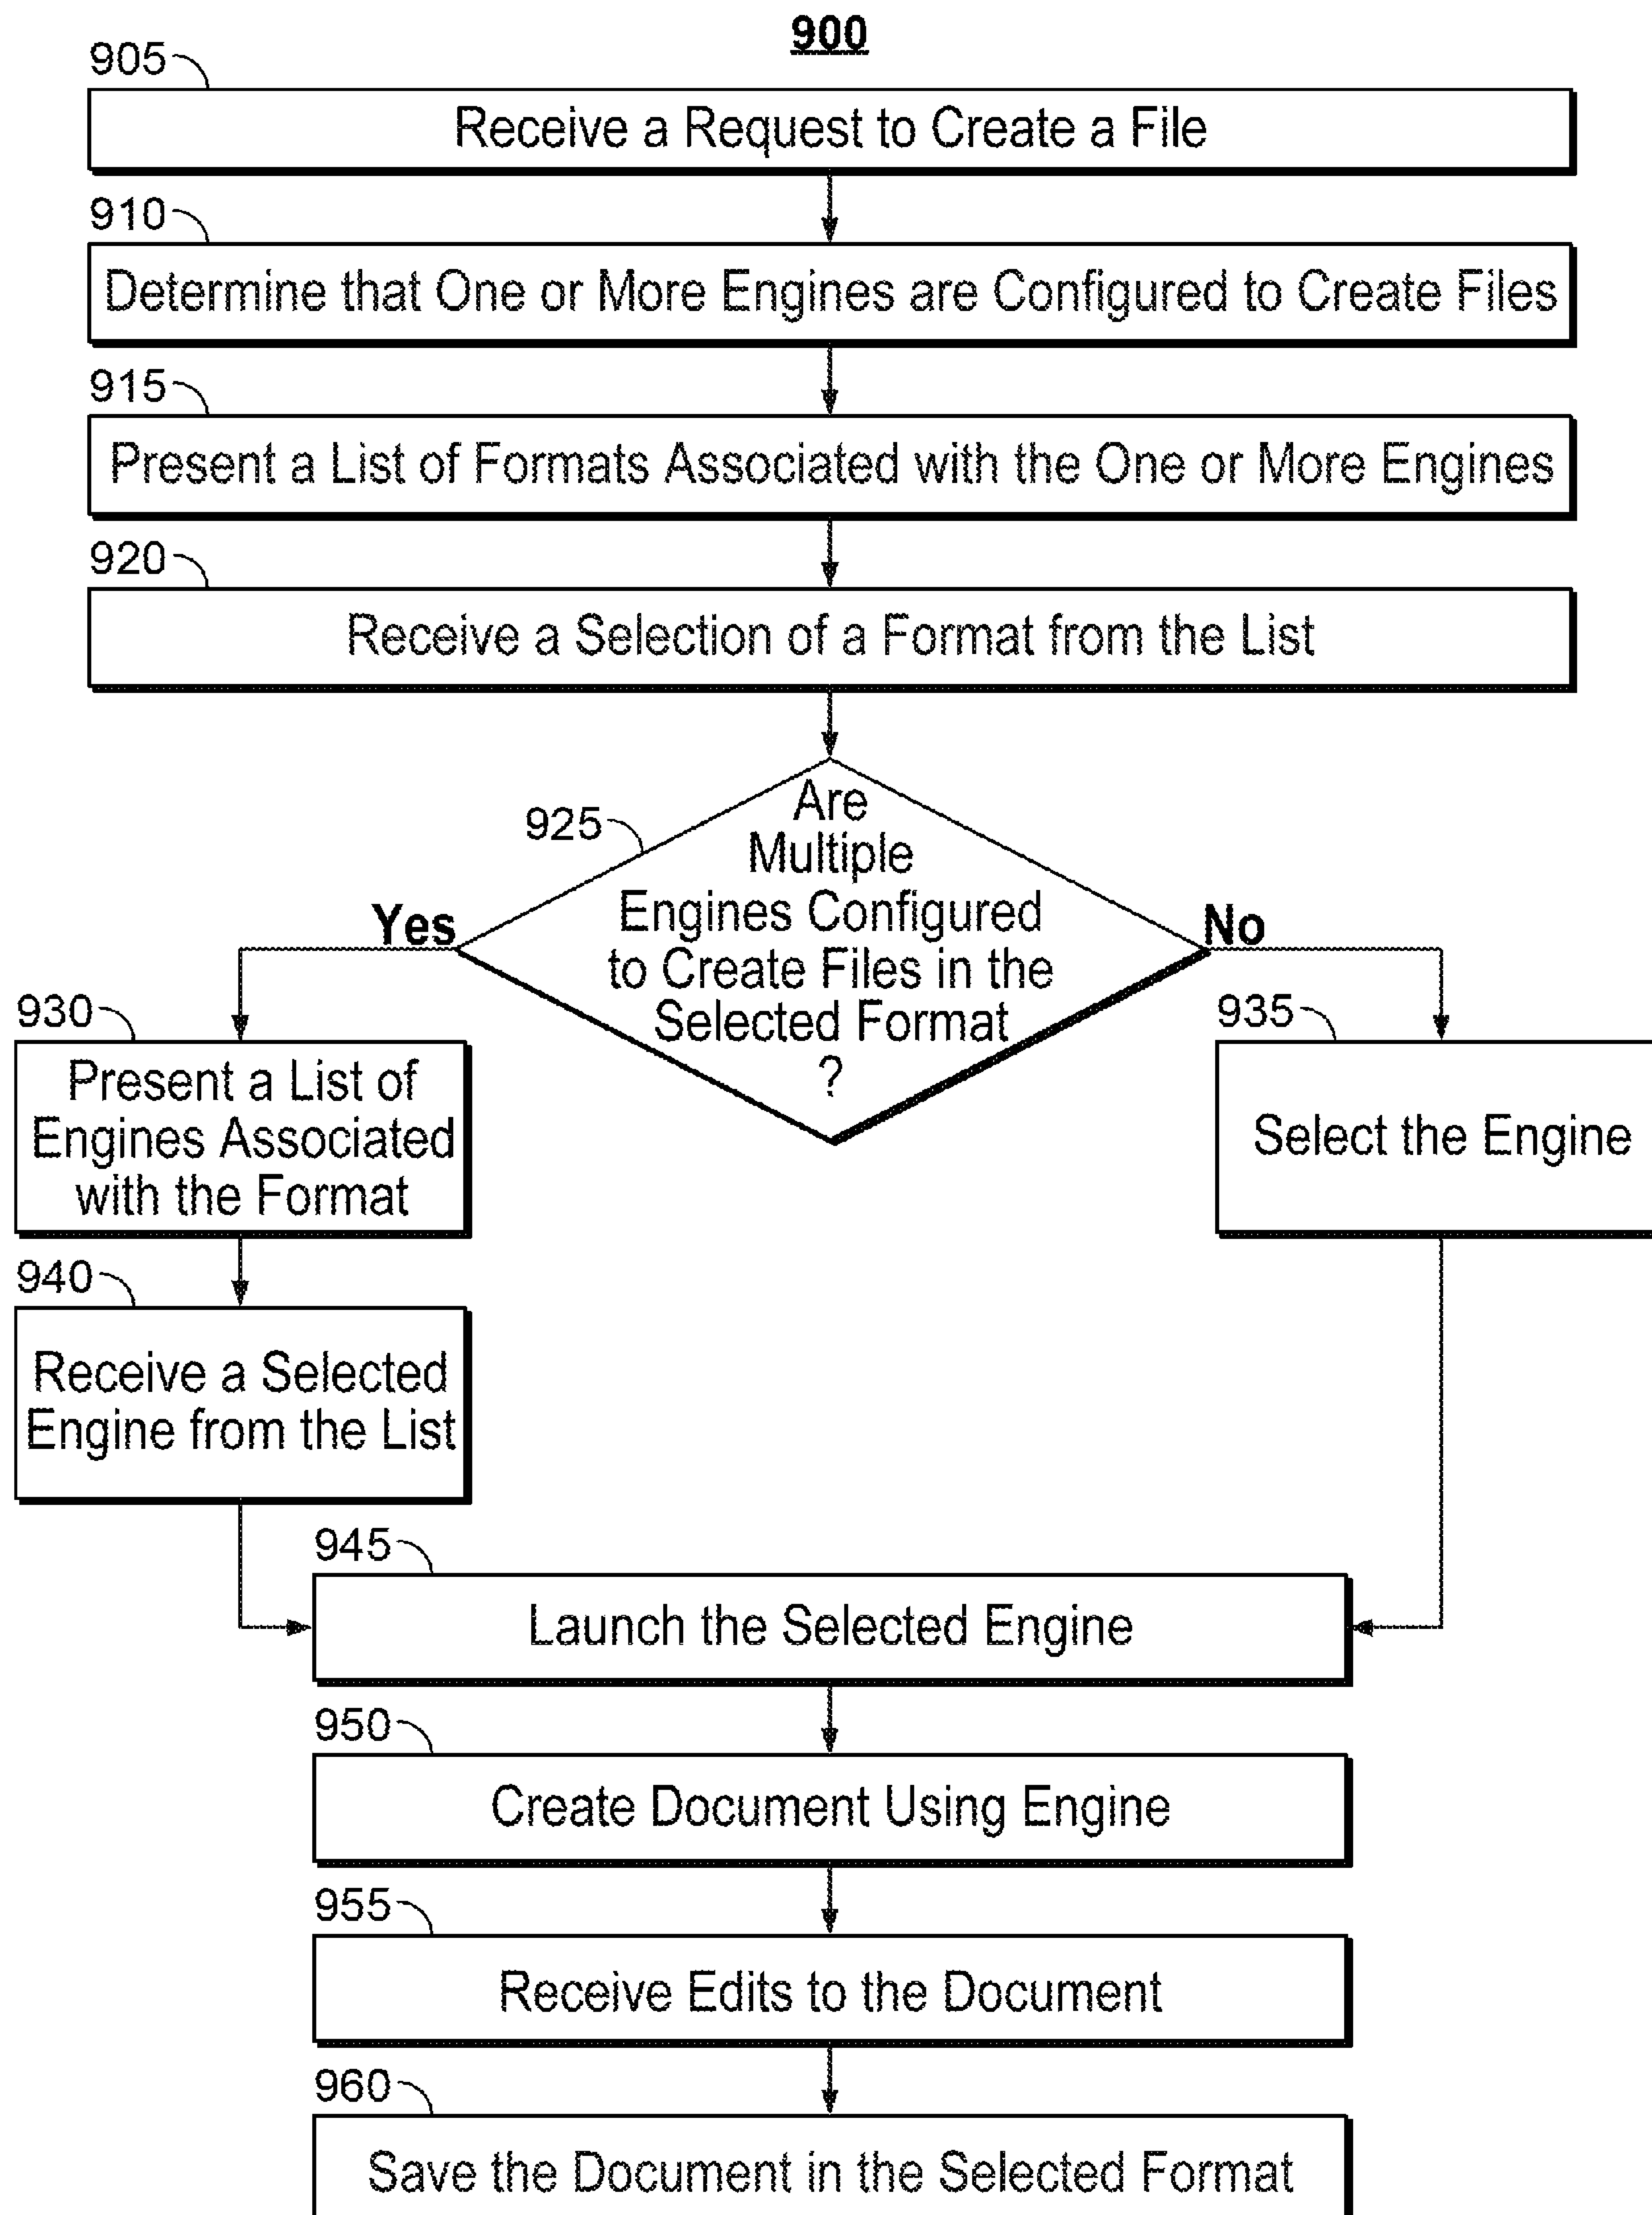 900
905
Receive a Request to Create a File
910
Determine that One or More Engines are Configured to Create Files
915
Present a List of Formats Associated with the One or More Engines
920
Receive a Selection of a Format from the List
925
Are
Multiple
Engines Configured
to Create Files in the
Selected Format
?
Yes
No
930
Present a List of
Engines Associated
with the Format
935
Select the Engine
940
Receive a Selected
Engine from the List
945
Launch the Selected Engine
950
Create Document Using Engine
955
Receive Edits to the Document
960
Save the Document in the Selected Format